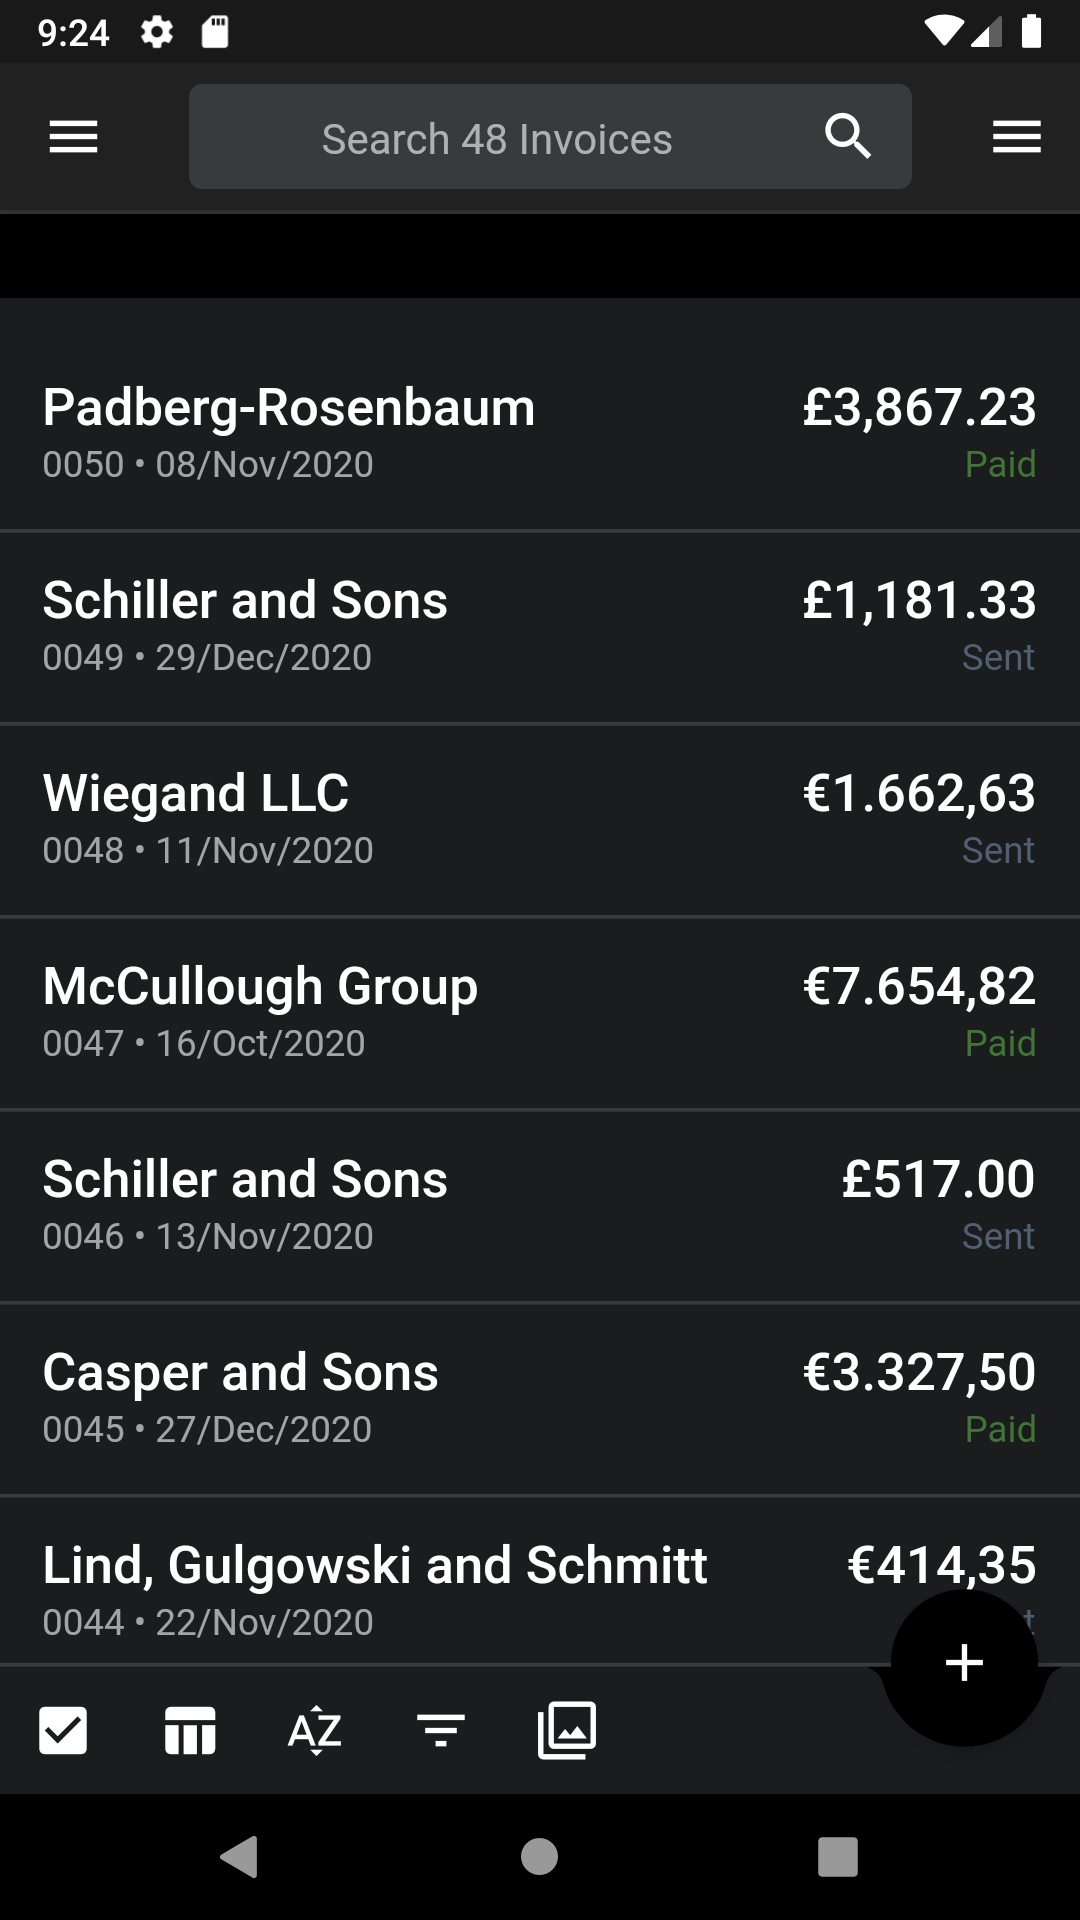 9:24
Search 48 Invoices
Padberg-Rosenbaum £3,867.23
0050 • 08/Nov/2020 Paid
Schiller and Sons £1,181.33
0049 • 29/Dec/2020 Sent
Wiegand LLC €1.662,63
0048 • 11/Nov/2020 Sent
McCullough Group €7.654,82
0047 • 16/Oct/2020 Paid
Schiller and Sons £517.00
0046 • 13/Nov/2020 Sent
Casper and Sons €3.327,50
0045 • 27/Dec/2020 Paid
Lind, Gulgowski and Schmitt €414,35
0044 • 22/Nov/2020
AZ